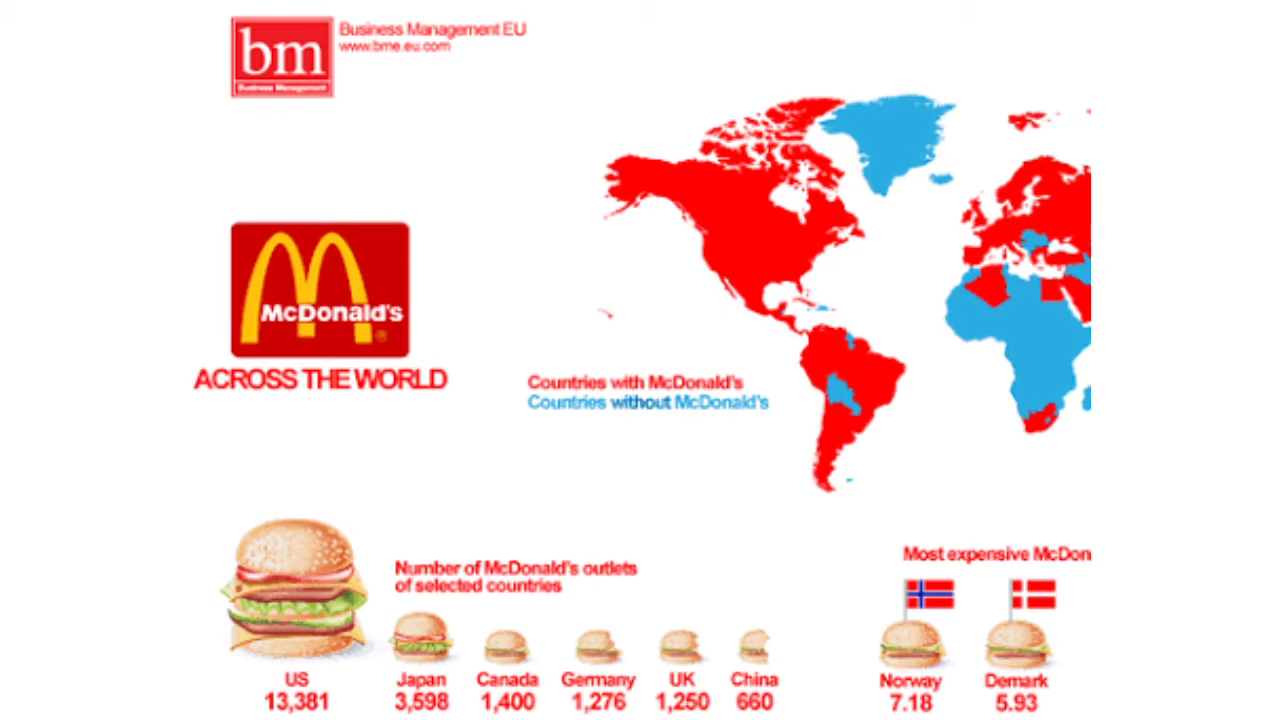 bm
Business Management
Business Management EU
www.bme.eu.com
McDonald's
®
ACROSS THE WORLD
Countries with McDonald's
Countries without McDonald's
Number of McDonald's outlets
of selected countries
US
13,381
Japan
3,598
Canada
1,400
Germany
1,276
UK
1,250
China
660
Most expensive McDon
Norway
7.18
Demark
5.93